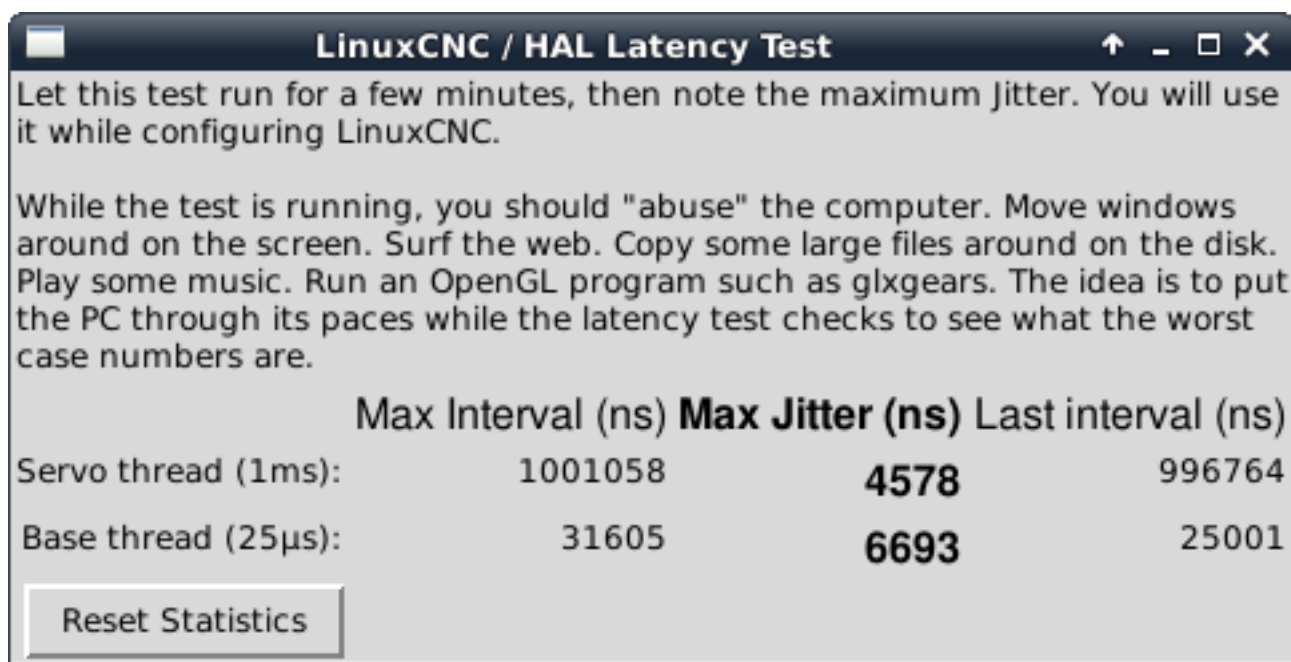 LinuxCNC / HAL Latency Test
Let this test run for a few minutes, then note the maximum Jitter. You will use
it while configuring LinuxCNC.
While the test is running, you should "abuse" the computer. Move windows
around on the screen. Surf the web. Copy some large files around on the disk.
Play some music. Run an OpenGL program such as glxgears. The idea is to put
the PC through its paces while the latency test checks to see what the worst
case numbers are.
Max Interval (ns) Max Jitter (ns) Last interval (ns)
Servo thread (1ms): 1001058 4578 996764
Base thread (25µs): 31605 6693 25001
Reset Statistics